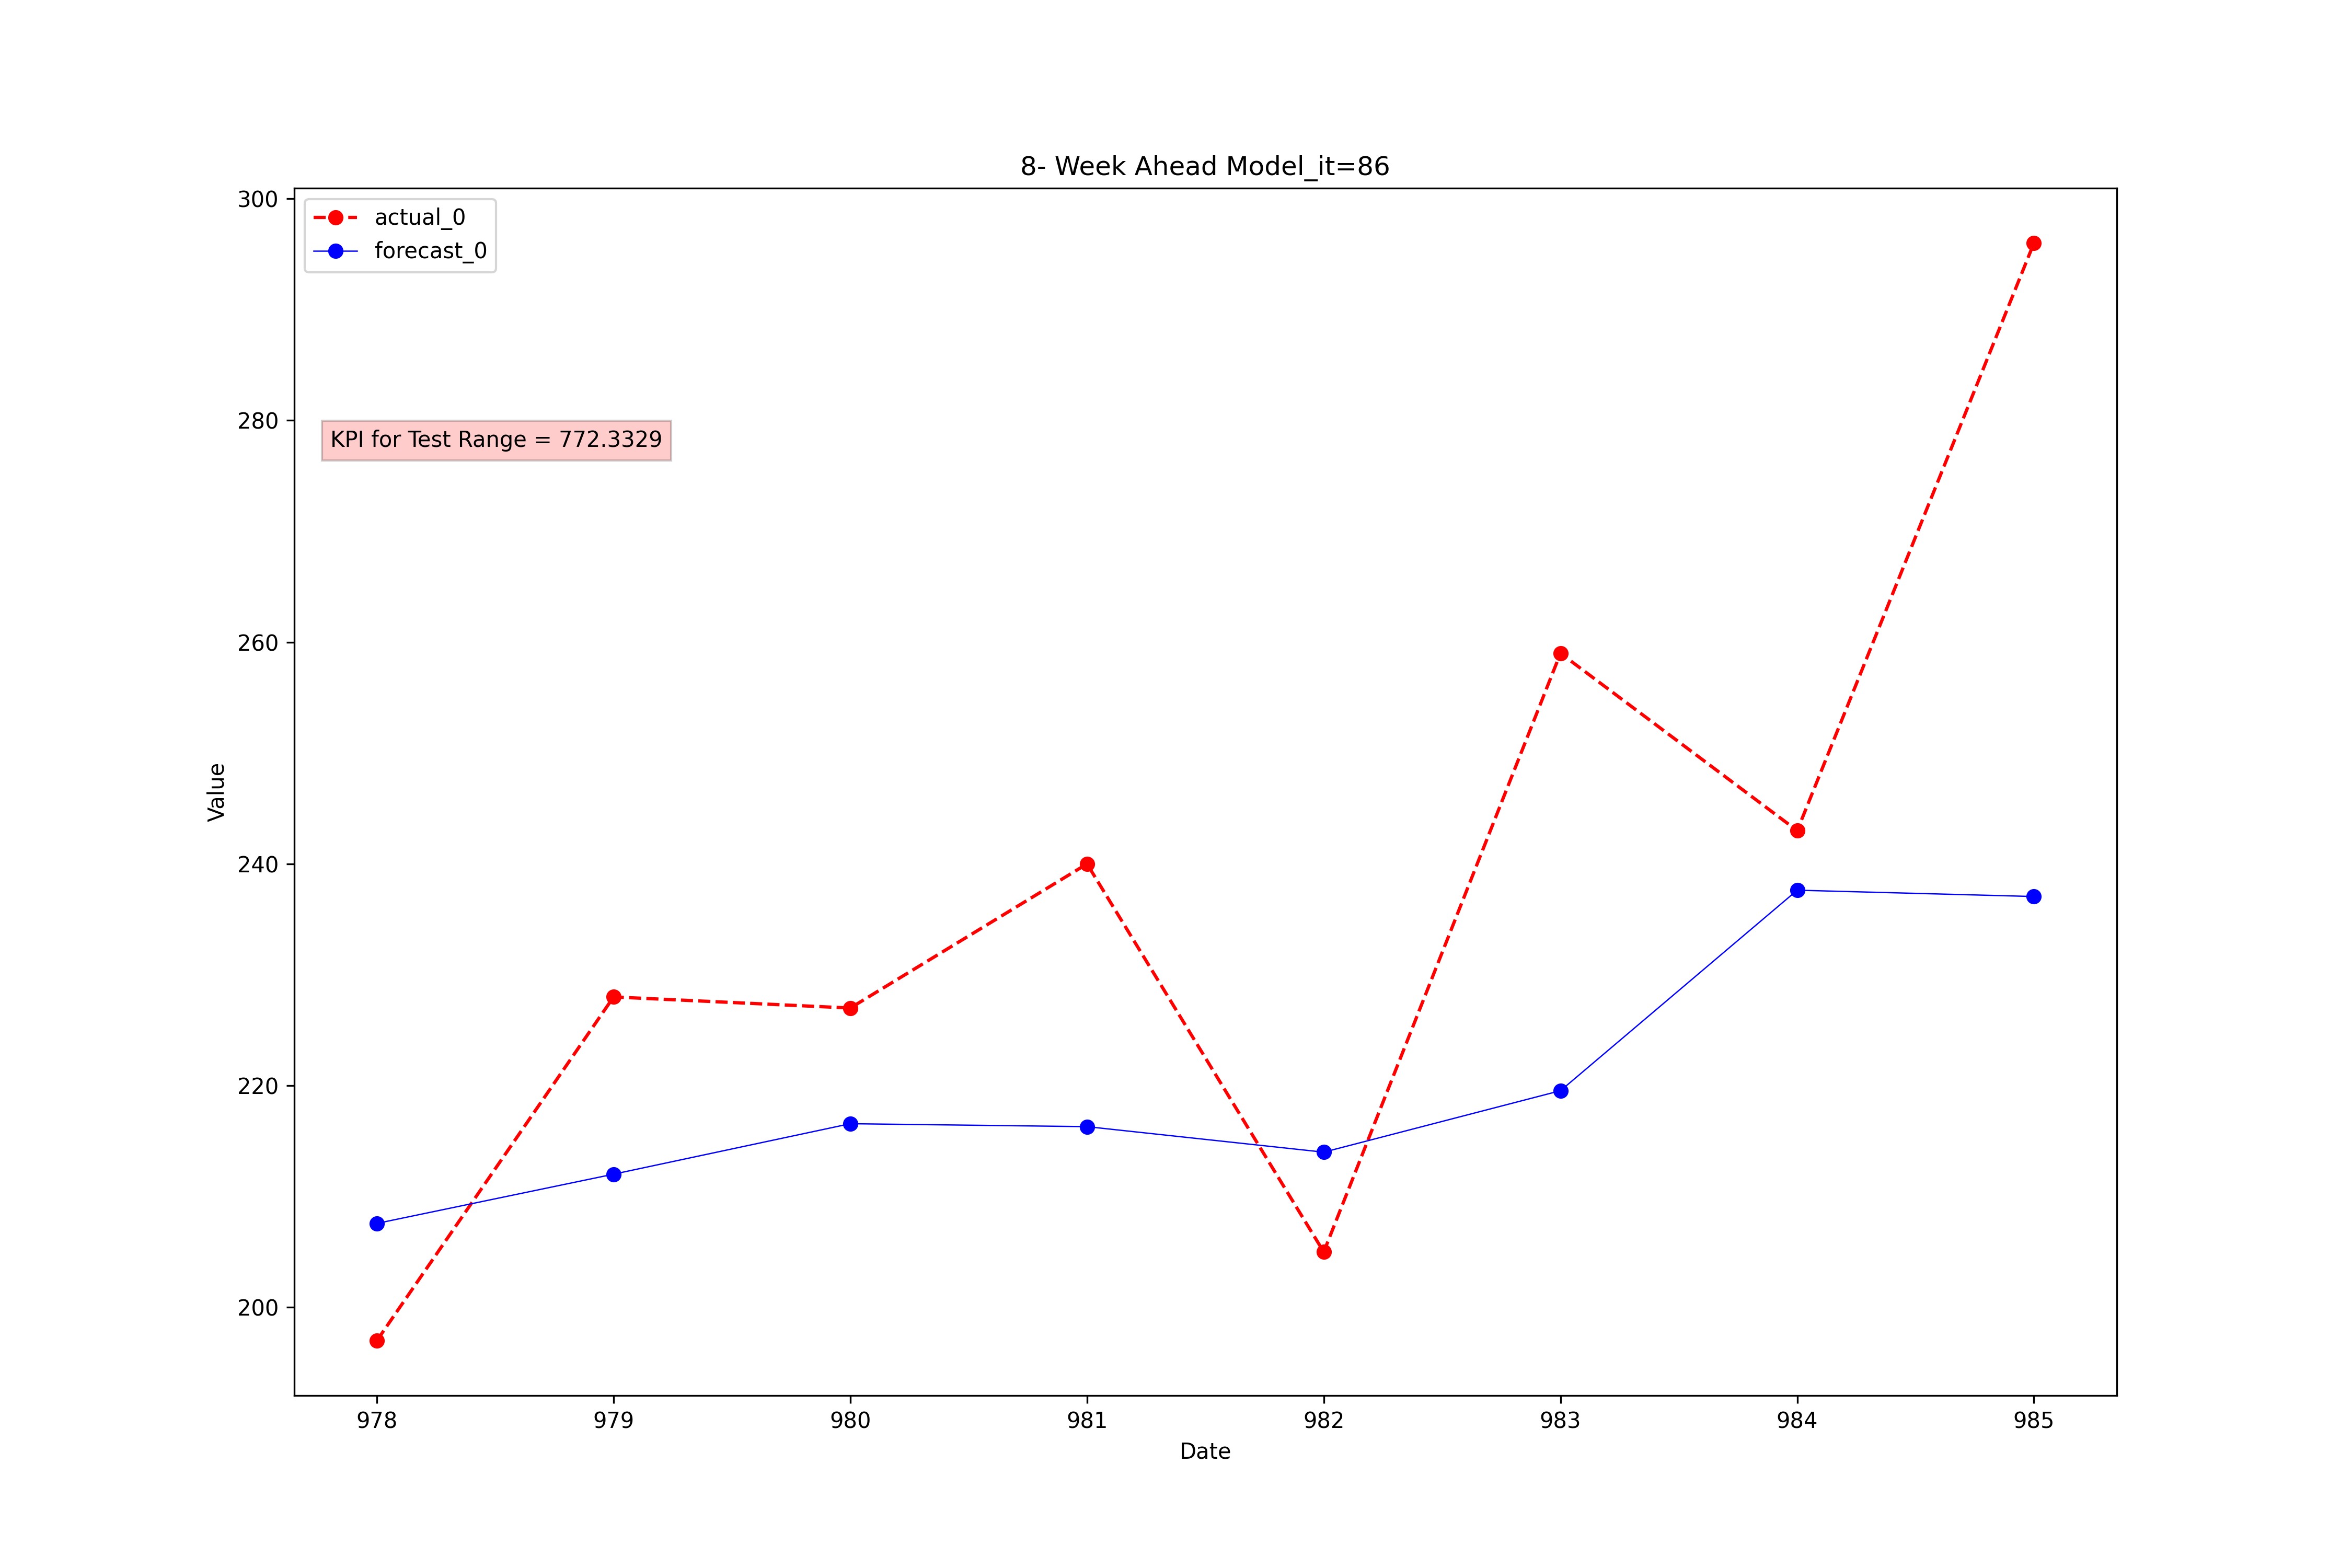 8- Week Ahead Model_it=86
300
actual_0
forecast_0
280
KPI for Test Range = 772.3329
260
Value
240
220
200
978 979 980 981 982 983 984 985
Date